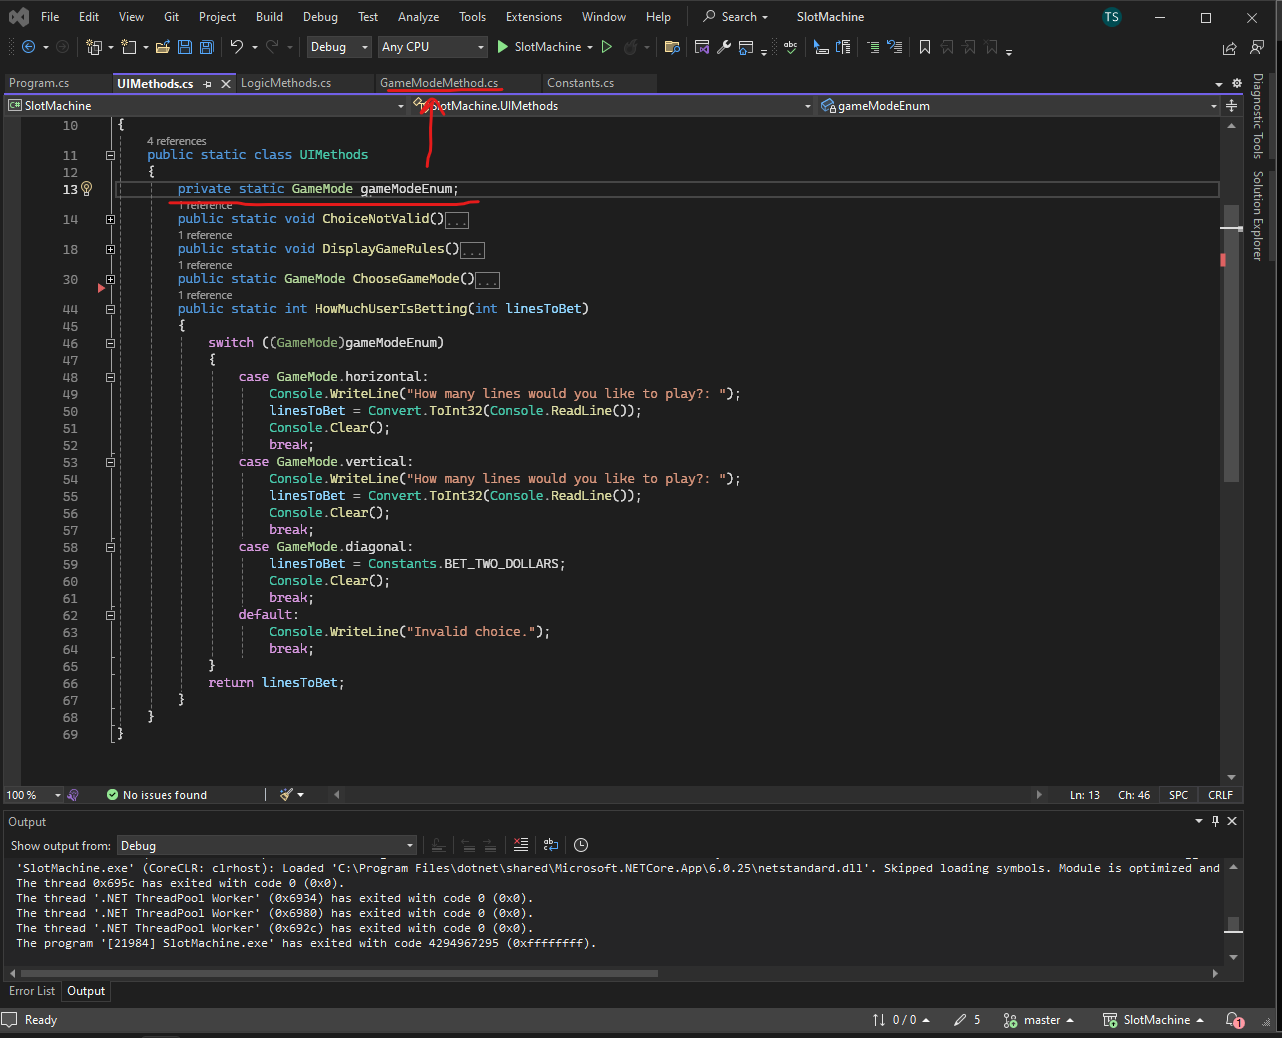 File Edit View Git Project Build Debug Test Analyze Tools Extensions Window Help Search SlotMachine TS
Debug Any CPU SlotMachine
Program.cs UIMethods.cs LogicMethods.cs GameModeMethod.cs Constants.cs
C# SlotMachine SlotMachine.UIMethods gameModeEnum
10 {
4 references
11 public static class UIMethods
12 {
13 private static GameMode gameModeEnum;
1 reference
14 public static void ChoiceNotValid()...
1 reference
18 public static void DisplayGameRules()...
1 reference
30 public static GameMode ChooseGameMode()...
1 reference
44 public static int HowMuchUserIsBetting(int linesToBet)
45 {
46 switch ((GameMode)gameModeEnum)
47 {
48 case GameMode.horizontal:
49 Console.WriteLine("How many lines would you like to play?: ");
50 linesToBet = Convert.ToInt32(Console.ReadLine());
51 Console.Clear();
52 break;
53 case GameMode.vertical:
54 Console.WriteLine("How many lines would you like to play?: ");
55 linesToBet = Convert.ToInt32(Console.ReadLine());
56 Console.Clear();
57 break;
58 case GameMode.diagonal:
59 linesToBet = Constants.BET_TWO_DOLLARS;
60 Console.Clear();
61 break;
62 default:
63 Console.WriteLine("Invalid choice.");
64 break;
65 }
66 return linesToBet;
67 }
68 }
69 }
Diagnostic Tools
Solution Explorer
100 % No issues found Ln: 13 Ch: 46 SPC CRLF
Output
Show output from: Debug
'SlotMachine.exe' (CoreCLR: clrhost): Loaded 'C:\Program Files\dotnet\shared\Microsoft.NETCore.App\6.0.25\netstandard.dll'. Skipped loading symbols. Module is optimized and
The thread 0x695c has exited with code 0 (0x0).
The thread '.NET ThreadPool Worker' (0x6934) has exited with code 0 (0x0).
The thread '.NET ThreadPool Worker' (0x6980) has exited with code 0 (0x0).
The thread '.NET ThreadPool Worker' (0x692c) has exited with code 0 (0x0).
The program '[21984] SlotMachine.exe' has exited with code 4294967295 (0xffffffff).
Error List Output
Ready 0 / 0 5 master SlotMachine 1